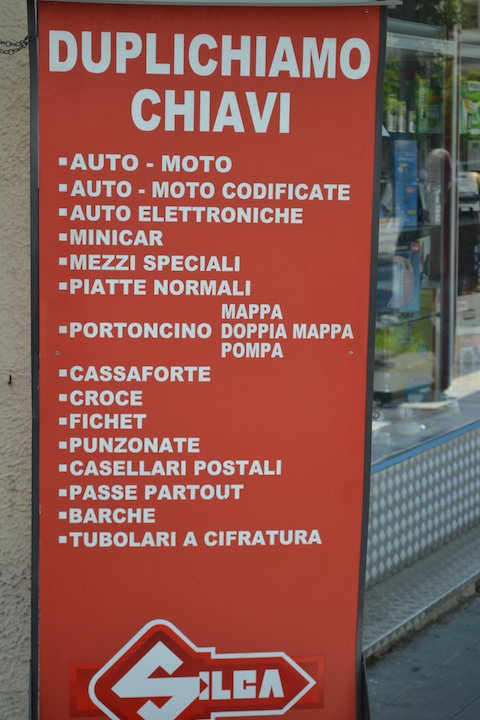 DUPLICHIAMO
CHIAVI
▪AUTO - MOTO
▪AUTO - MOTO CODIFICATE
▪AUTO ELETTRONICHE
▪MINICAR
▪MEZZI SPECIALI
▪PIATTE NORMALI
▪PORTONCINO MAPPA
DOPPIA MAPPA
POMPA
▪CASSAFORTE
▪CROCE
▪FICHET
▪PUNZONATE
▪CASELLARI POSTALI
▪PASSE PARTOUT
▪BARCHE
▪TUBOLARI A CIFRATURA
SILCA